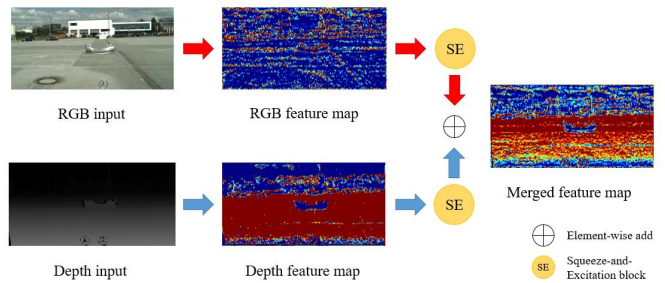 SE
RGB input
RGB feature map
SE
Merged feature map
Depth input
Depth feature map
Element-wise add
SE
Squeeze-and-
Excitation block